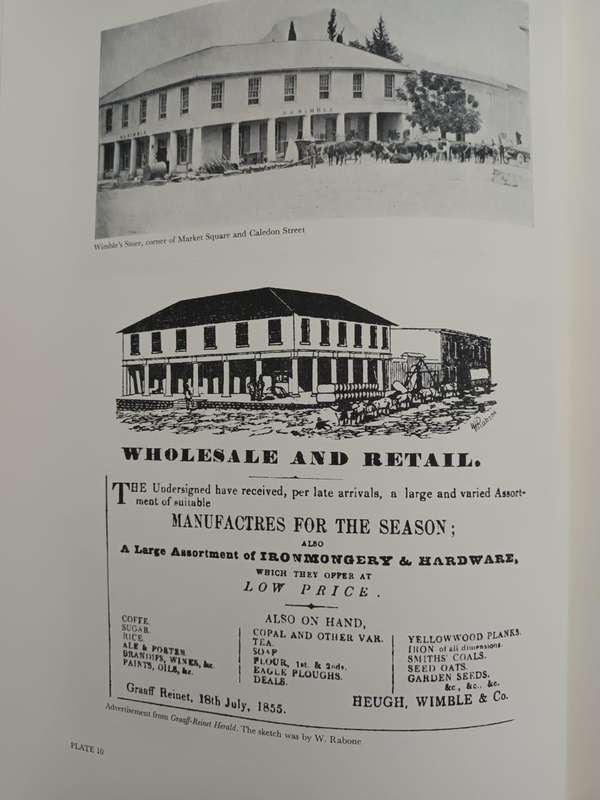 WIMBLE
Wimble's Store, corner of Market Square and Caledon Street
W Rabone
WHOLESALE AND RETAIL.
THE Undersigned have received, per late arrivals, a large and varied Assort-
ment of suitable
MANUFACTRES FOR THE SEASON;
ALSO
A Large Assortment of IRONMONGERY & HARDWARE,
WHICH THEY OFFER AT
LOW PRICE.
ALSO ON HAND,
COFFE.
SUGAR.
RICE.
ALE & PORTER.
BRANDIES, WINES, &c.
PAINTS, OILS, &c.
COPAL AND OTHER VAR.
TEA.
SOAP
FLOUR, 1st. & 2nds.
EAGLE PLOUGHS.
DEALS.
YELLOWWOOD PLANKS.
IRON of all dimensions.
SMITHS' COALS.
SEED OATS.
GARDEN SEEDS.
&c., &c.. &c.
Graaff Reinet, 18th July, 1855.
HEUGH, WIMBLE & Co.
Advertisement from Graaff-Reinet Herald. The sketch was by W. Rabone
PLATE 10